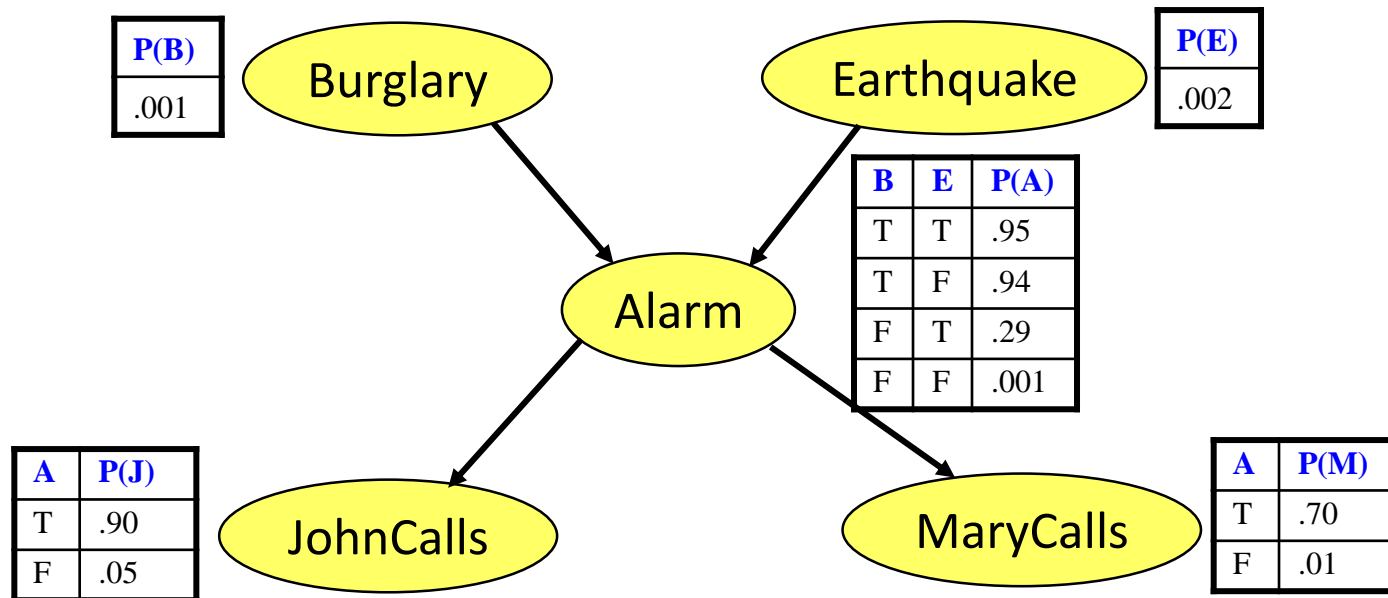 P(B)
.001
Burglary
Earthquake
P(E)
.002
B E P(A)
T T .95
T F .94
F T .29
F F .001
Alarm
A P(J)
T .90
F .05
JohnCalls
MaryCalls
A P(M)
T .70
F .01